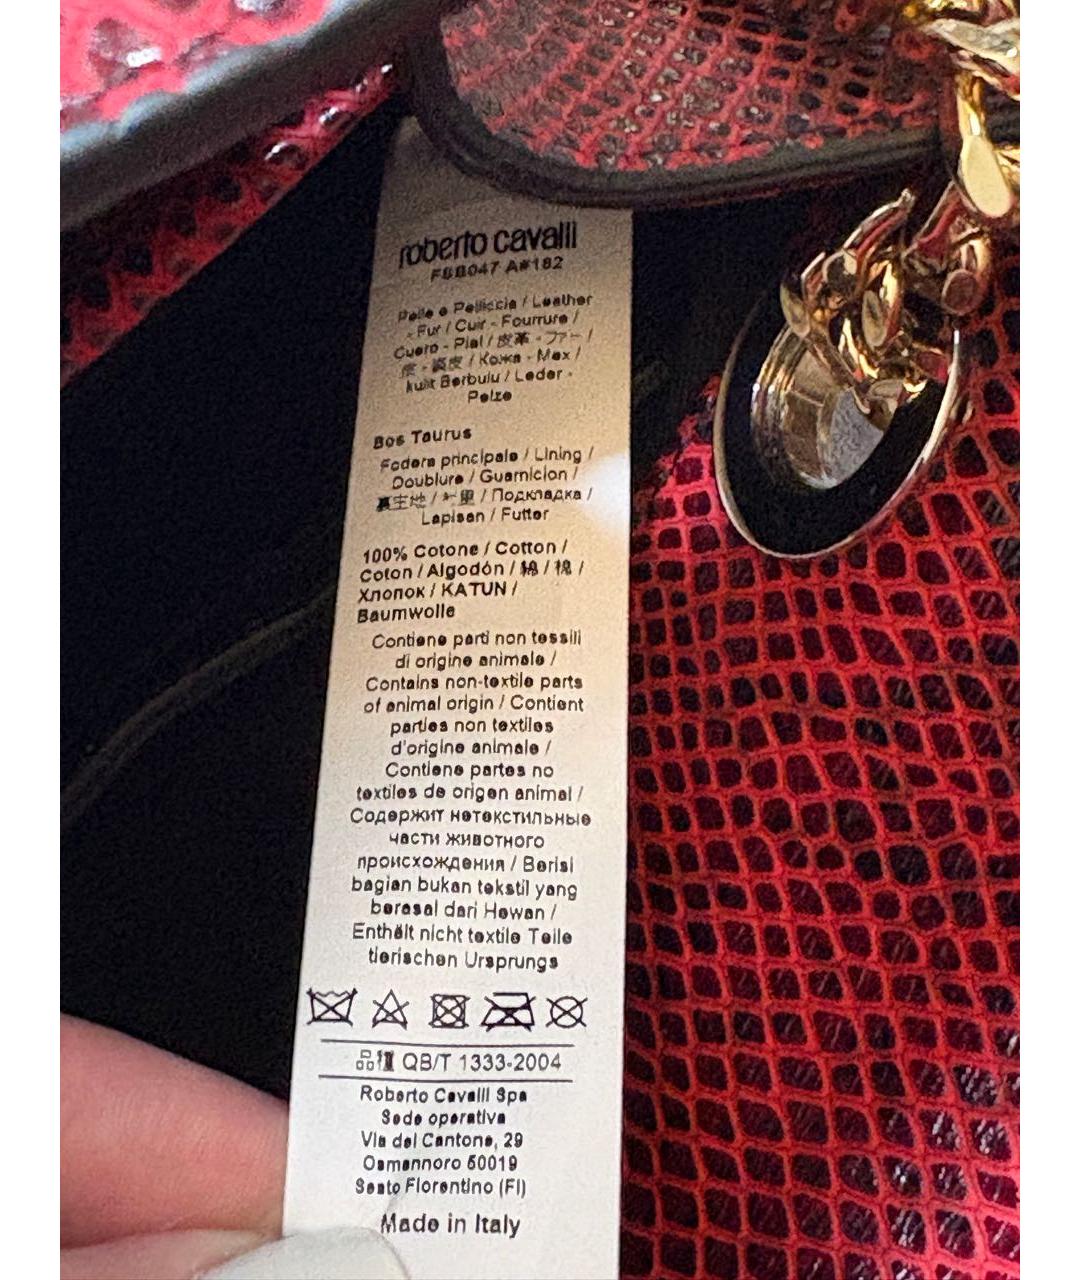 roberto cavalli
FBB047 A#182
Pelle e Pelliccia / Leather
- Fur / Cuir - Fourrure /
Cuero - Piel / 皮革 - ファー /
皮 - 裘皮 / Кожа - Мех /
kulit Berbulu / Leder -
Pelze
Bos Taurus
Fodera principale / Lining /
Doublure / Guarnicion /
裏生地 / 衬里 / Подкладка /
Lapisan / Futter
100% Cotone / Cotton /
Coton / Algodón / 綿 / 棉 /
Хлопок / KATUN /
Baumwolle
Contiene parti non tessili
di origine animale /
Contains non-textile parts
of animal origin / Contient
parties non textiles
d'origine animale /
Contiene partes no
textiles de origen animal /
Содержит нетекстильные
части животного
происхождения / Berisi
bagian bukan tekstil yang
berasal dari Hewan /
Enthält nicht textile Teile
tierischen Ursprungs
QB/T 1333-2004
Roberto Cavalli Spa
Sede operativa
Via del Cantone, 29
Osmannoro 50019
Sesto Fiorentino (FI)
Made in Italy